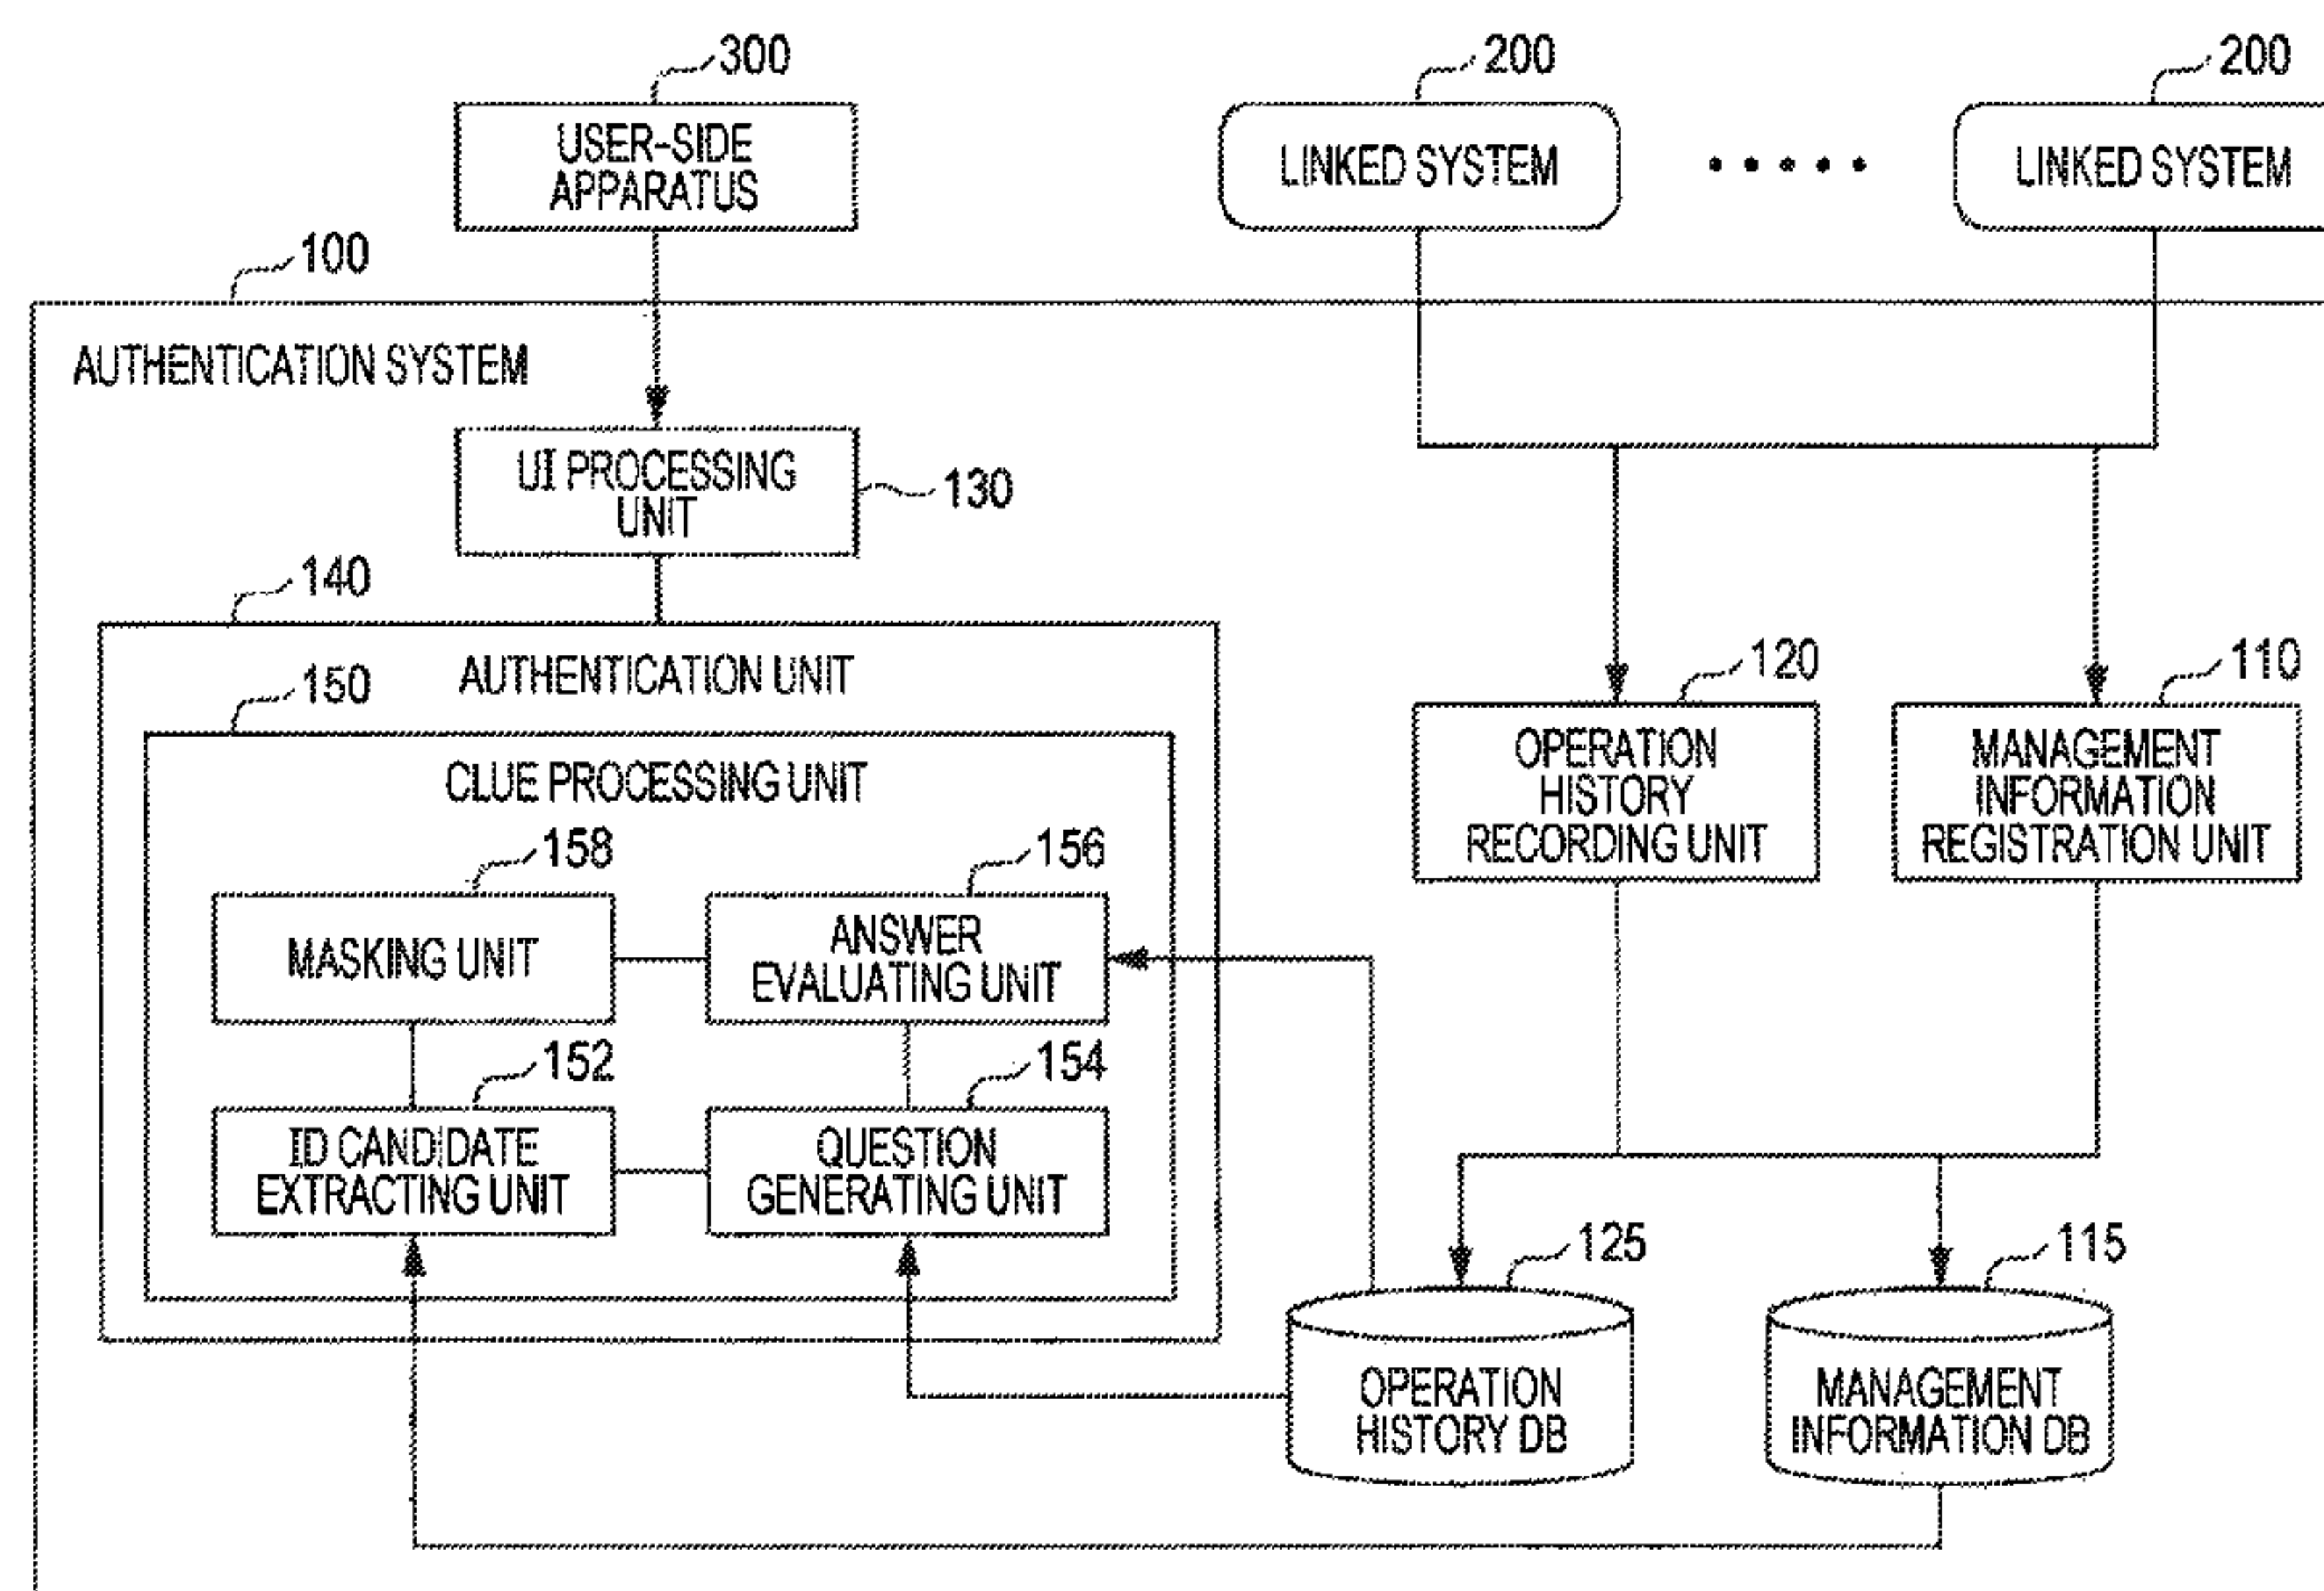 300
200
200
USER-SIDE
APPARATUS
LINKED SYSTEM
LINKED SYSTEM
100
AUTHENTICATION SYSTEM
UI PROCESSING
UNIT
130
140
AUTHENTICATION UNIT
150
CLUE PROCESSING UNIT
120
110
OPERATION
HISTORY
RECORDING UNIT
MANAGEMENT
INFORMATION
REGISTRATION UNIT
158
156
MASKING UNIT
ANSWER
EVALUATING UNIT
152
154
ID CANDIDATE
EXTRACTING UNIT
QUESTION
GENERATING UNIT
125
115
OPERATION
HISTORY DB
MANAGEMENT
INFORMATION DB